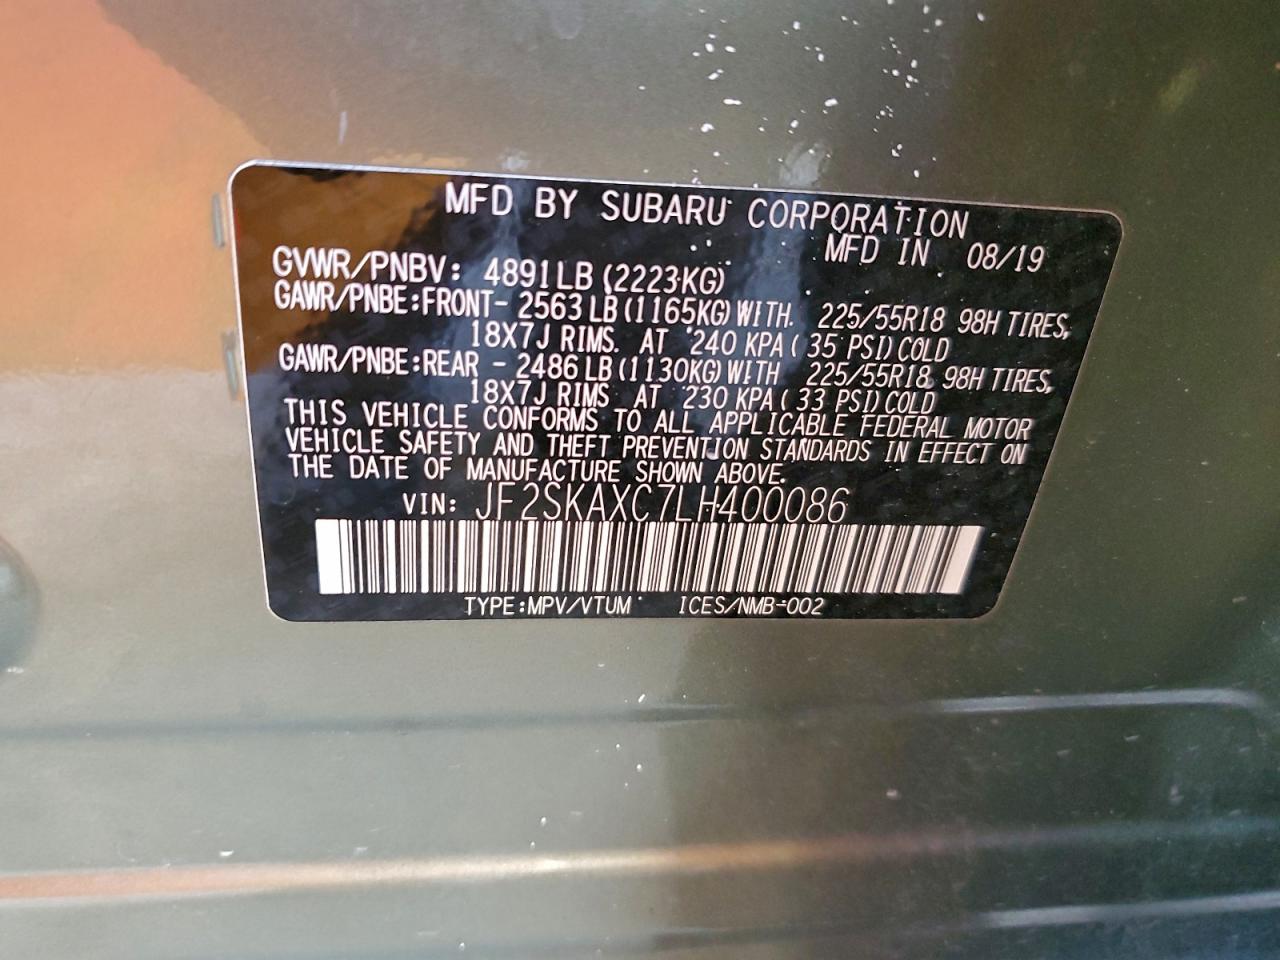 MFD BY SUBARU CORPORATION
MFD IN 08/19
GVWR/PNBV: 4891LB (2223KG)
GAWR/PNBE:FRONT- 2563 LB (1165KG) WITH 225/55R18 98H TIRES,
18X7J RIMS. AT 240 KPA ( 35 PSI) COLD
GAWR/PNBE:REAR - 2486 LB (1130KG) WITH 225/55R18 98H TIRES,
18X7J RIMS AT 230 KPA ( 33 PSI) COLD
THIS VEHICLE CONFORMS TO ALL APPLICABLE FEDERAL MOTOR
VEHICLE SAFETY AND THEFT PREVENTION STANDARDS IN EFFECT ON
THE DATE OF MANUFACTURE SHOWN ABOVE.
VIN: JF2SKAXC7LH400086
TYPE:MPV/VTUM ICES/NMB-002